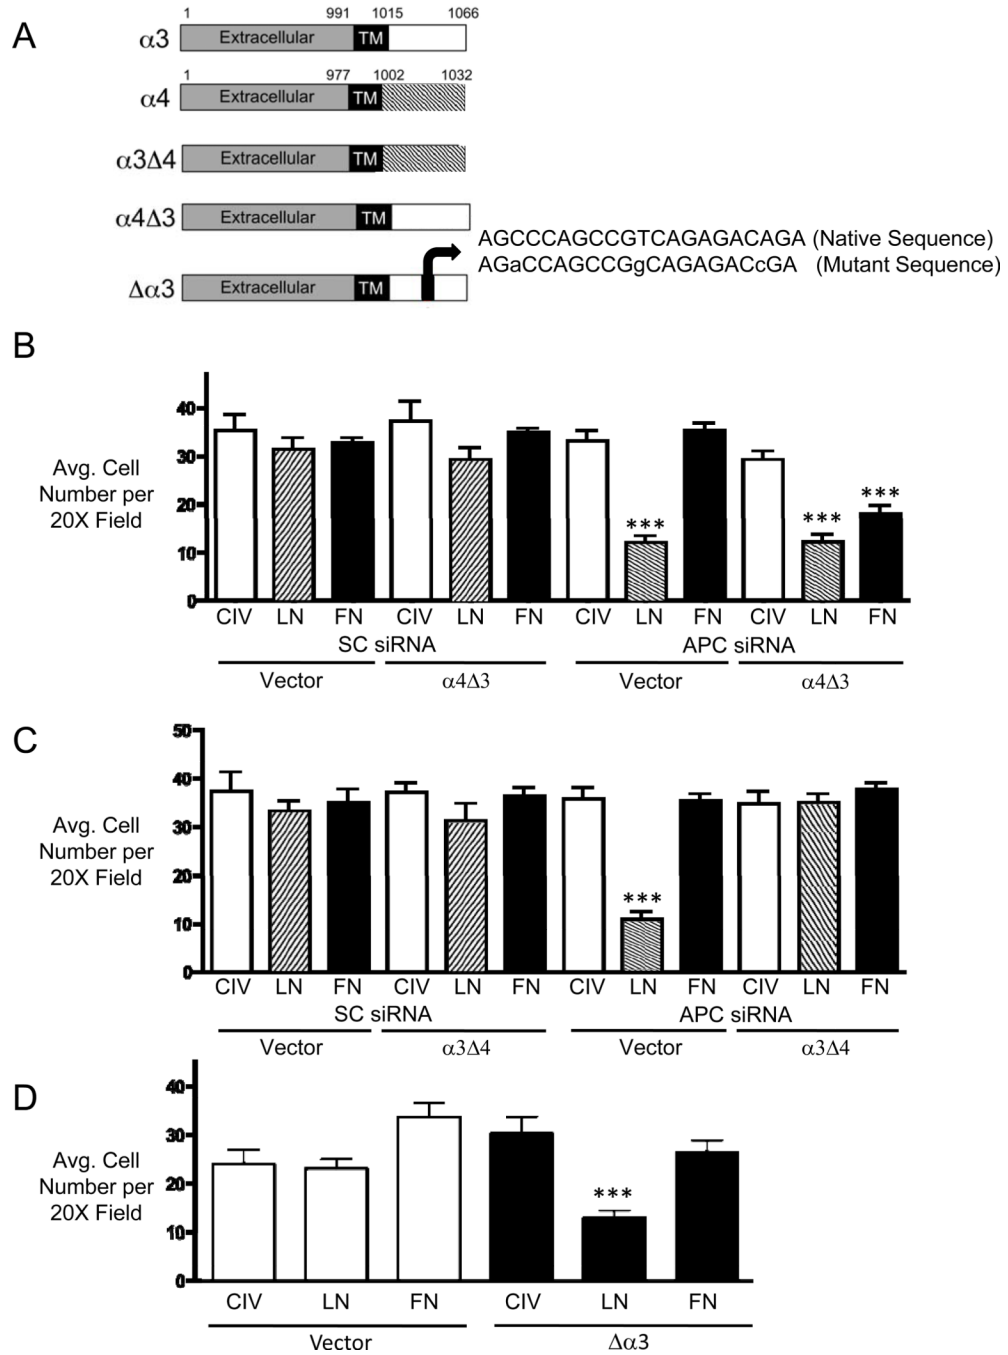 A
1 991 1015 1066
α3 Extracellular TM
1 977 1002 1032
α4 Extracellular TM
α3Δ4 Extracellular TM
α4Δ3 Extracellular TM
AGCCCAGCCGTCAGAGACAGA (Native Sequence)
AGaCCAGCCGgCAGAGACcGA (Mutant Sequence)
Δα3 Extracellular TM
B
Avg. Cell
Number per
20X Field
40
30
20
10
0
*** *** ***
CIV LN FN CIV LN FN CIV LN FN CIV LN FN
SC siRNA APC siRNA
Vector α4Δ3 Vector α4Δ3
C
Avg. Cell
Number per
20X Field
50
40
30
20
10
0
***
CIV LN FN CIV LN FN CIV LN FN CIV LN FN
SC siRNA APC siRNA
Vector α3Δ4 Vector α3Δ4
D
Avg. Cell
Number per
20X Field
40
30
20
10
0
***
CIV LN FN CIV LN FN
Vector Δα3